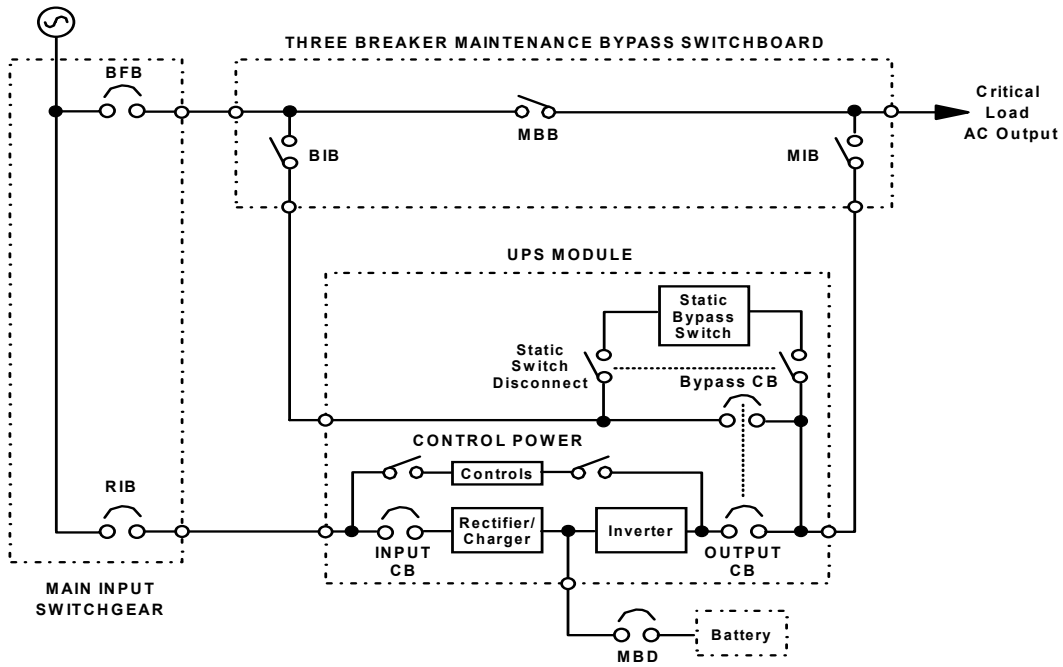 THREE BREAKER MAINTENANCE BYPASS SWITCHBOARD
BFB
MBB
BIB
MIB
Critical
Load
AC Output
UPS MODULE
Static
Bypass
Switch
Static
Switch
Disconnect
Bypass CB
CONTROL POWER
Controls
RIB
INPUT
CB
Rectifier/
Charger
Inverter
OUTPUT
CB
MAIN INPUT
SWITCHGEAR
MBD
Battery